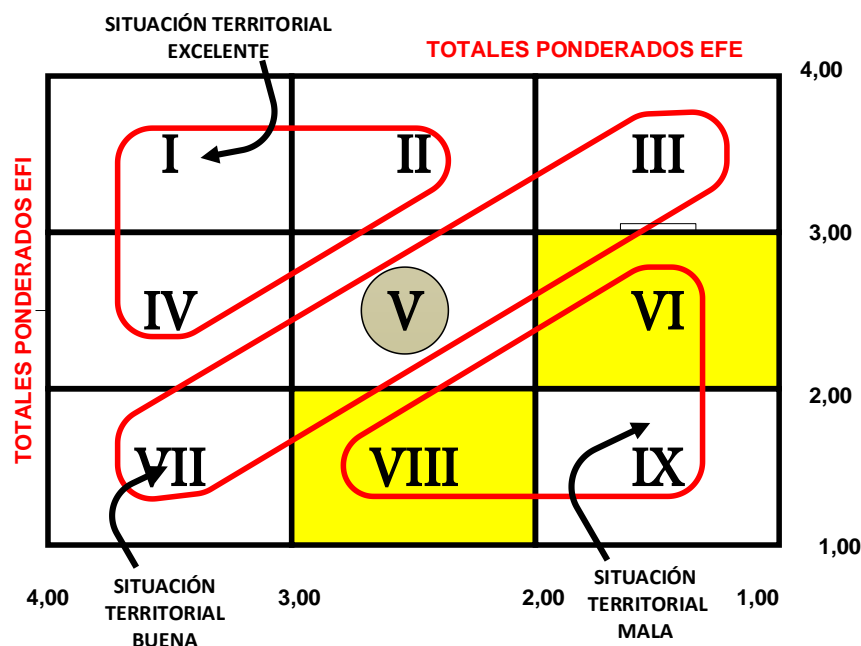 SITUACIÓN TERRITORIAL
EXCELENTE
TOTALES PONDERADOS EFE
4,00
TOTALES PONDERADOS EFI
I
II
III
3,00
IV
V
VI
2,00
VII
VIII
IX
1,00
4,00
3,00
2,00
1,00
SITUACIÓN
TERRITORIAL
BUENA
SITUACIÓN
TERRITORIAL
MALA